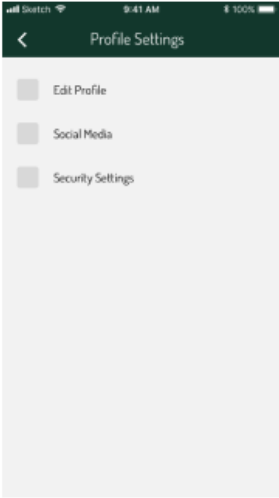 Sketch 9:41 AM 100%
Profile Settings
Edit Profile
Social Media
Security Settings